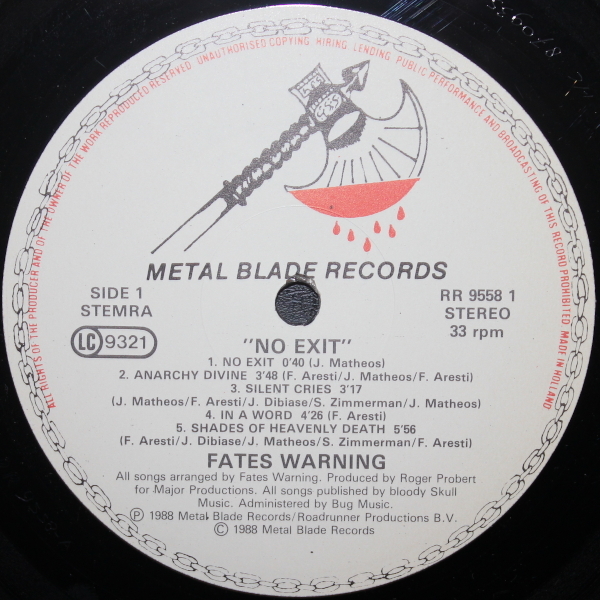 ALL RIGHTS OF THE PRODUCER AND OF THE OWNER OF THE WORK REPRODUCED RESERVED. UNAUTHORISED COPYING, HIRING, LENDING, PUBLIC PERFORMANCE AND BROADCASTING OF THIS RECORD PROHIBITED. MADE IN HOLLAND
METAL BLADE RECORDS
SIDE 1
STEMRA
LC 9321
RR 9558 1
STEREO
33 rpm
"NO EXIT"
1. NO EXIT 0'40 (J. Matheos)
2. ANARCHY DIVINE 3'48 (F. Aresti/J. Matheos/F. Aresti)
3. SILENT CRIES 3'17
(J. Matheos/F. Aresti/J. Dibiase/S. Zimmerman/J. Matheos)
4. IN A WORD 4'26 (F. Aresti)
5. SHADES OF HEAVENLY DEATH 5'56
(F. Aresti/J. Dibiase/J. Matheos/S. Zimmerman/F. Aresti)
FATES WARNING
All songs arranged by Fates Warning. Produced by Roger Probert
for Major Productions. All songs published by bloody Skull
Music. Administered by Bug Music.
Ⓟ 1988 Metal Blade Records/Roadrunner Productions B.V.
© 1988 Metal Blade Records